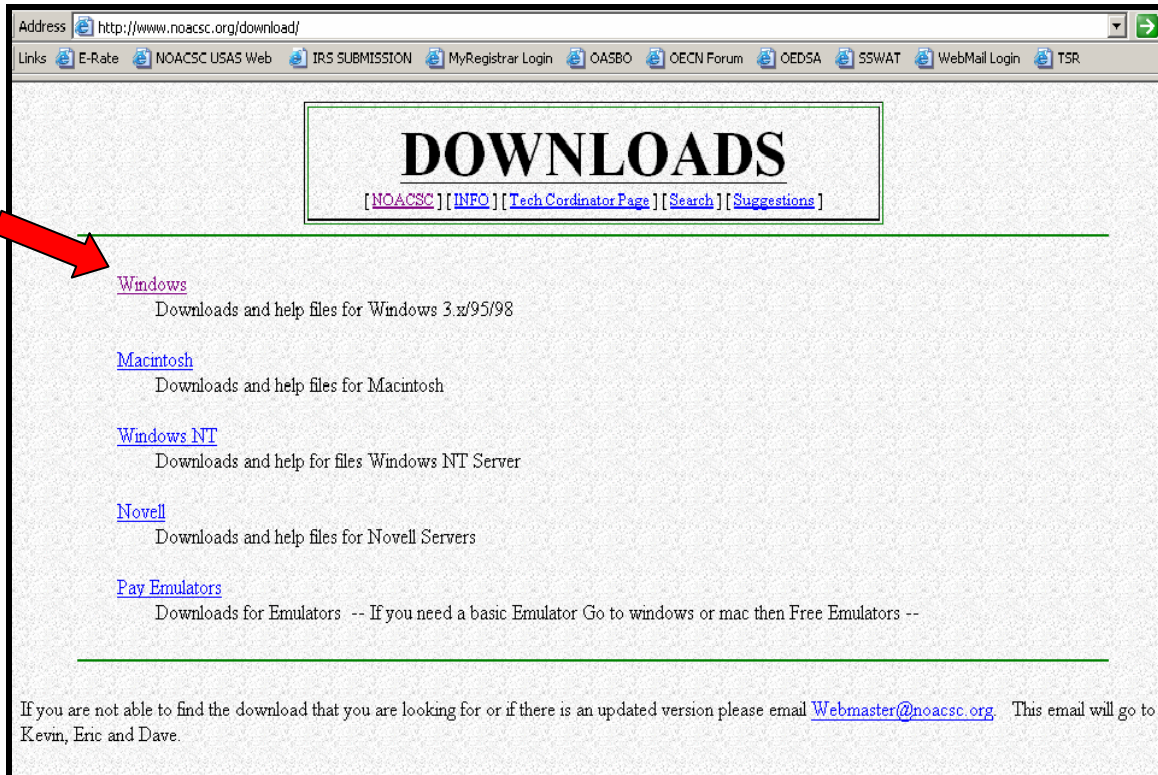 Address http://www.noacsc.org/download/
Links E-Rate NOACSC USAS Web IRS SUBMISSION MyRegistrar Login OASBO OECN Forum OEDSA SSWAT WebMail Login TSR
DOWNLOADS
[ NOACSC ] [ INFO ] [ Tech Cordinator Page ] [ Search ] [ Suggestions ]
Windows
Downloads and help files for Windows 3.x/95/98
Macintosh
Downloads and help files for Macintosh
Windows NT
Downloads and help for files Windows NT Server
Novell
Downloads and help files for Novell Servers
Pay Emulators
Downloads for Emulators -- If you need a basic Emulator Go to windows or mac then Free Emulators --
If you are not able to find the download that you are looking for or if there is an updated version please email Webmaster@noacsc.org. This email will go to
Kevin, Eric and Dave.